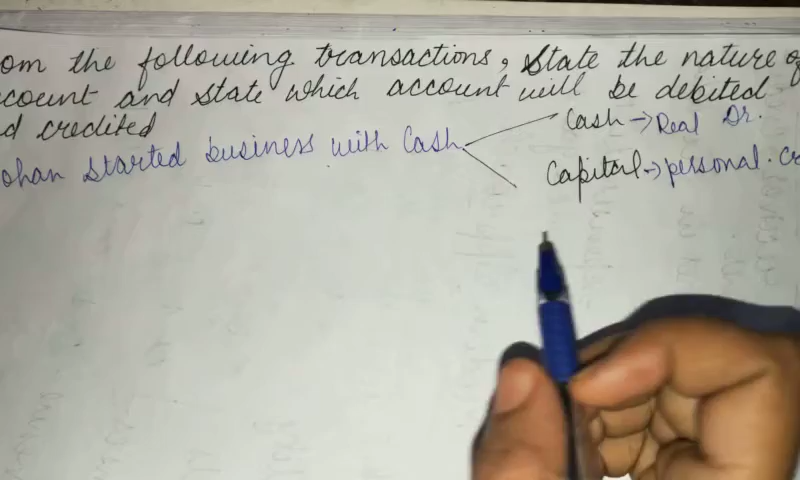 om the following transactions, State the nature of
ccount and state which account will be debited
d credited
ohan Started business with Cash
Cash → Real Dr.
Capital → personal. Cr